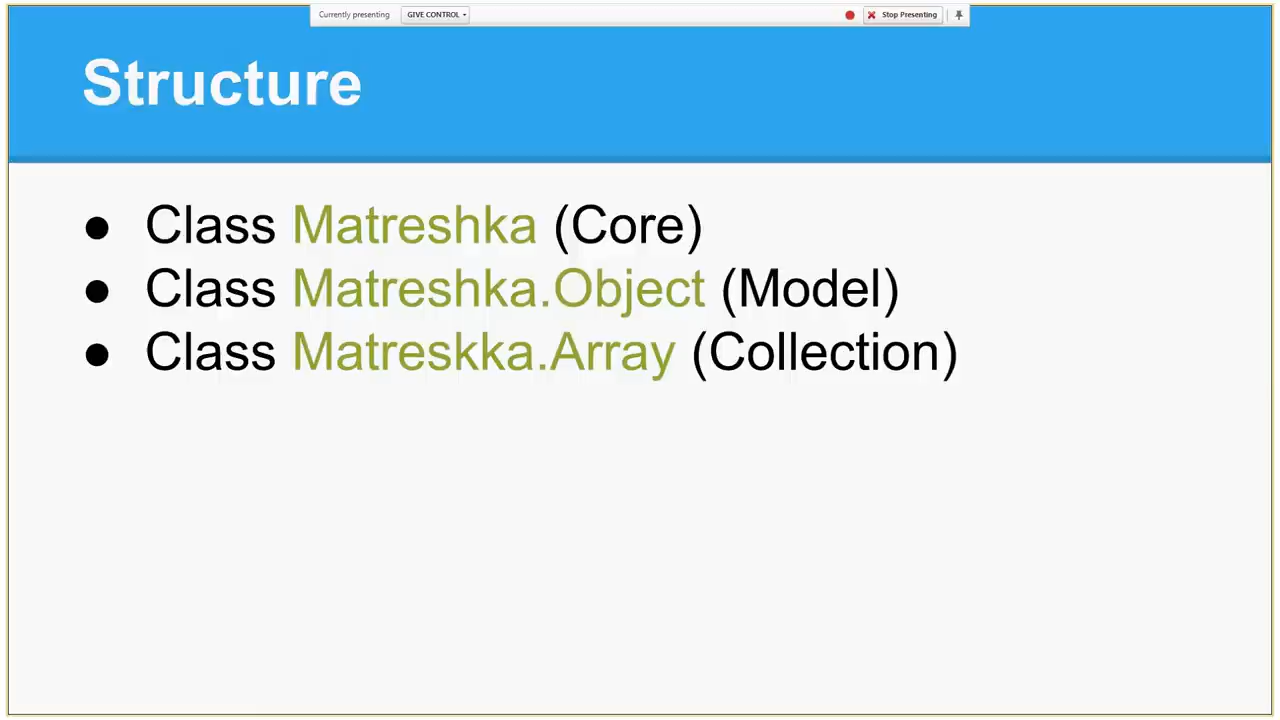 Currently presenting GIVE CONTROL Stop Presenting
Structure
● Class Matreshka (Core)
● Class Matreshka.Object (Model)
● Class Matreskka.Array (Collection)